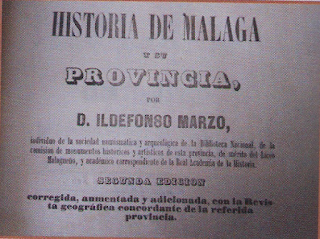 HISTORIA DE MALAGA
Y SU
PROVINCIA,
POR
D. ILDEFONSO MARZO,
individuo de la sociedad numismática y arqueológica de la Biblioteca Nacional, de la
comision de monumentos históricos y artísticos de esta provincia, de mérito del Liceo
Malagueño, y académico correspondiente de la Real Academia de la Historia.
SEGUNDA EDICION
corregida, aumentada y adicionada, con la Revis-
ta geográfica concordante de la referida
provincia.